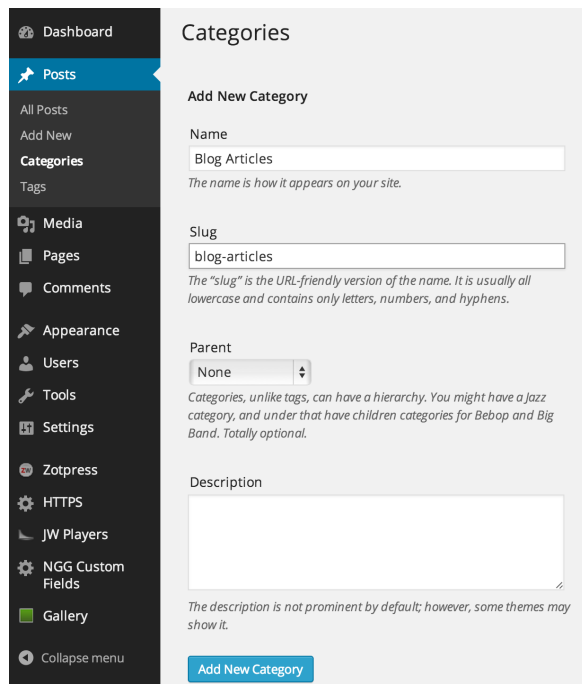 Dashboard
Posts
All Posts
Add New
Categories
Tags
Media
Pages
Comments
Appearance
Users
Tools
Settings
zw Zotpress
HTTPS
JW Players
NGG Custom
Fields
Gallery
Collapse menu
Categories
Add New Category
Name
Blog Articles
The name is how it appears on your site.
Slug
blog-articles
The “slug” is the URL-friendly version of the name. It is usually all
lowercase and contains only letters, numbers, and hyphens.
Parent
None
Categories, unlike tags, can have a hierarchy. You might have a Jazz
category, and under that have children categories for Bebop and Big
Band. Totally optional.
Description
The description is not prominent by default; however, some themes may
show it.
Add New Category